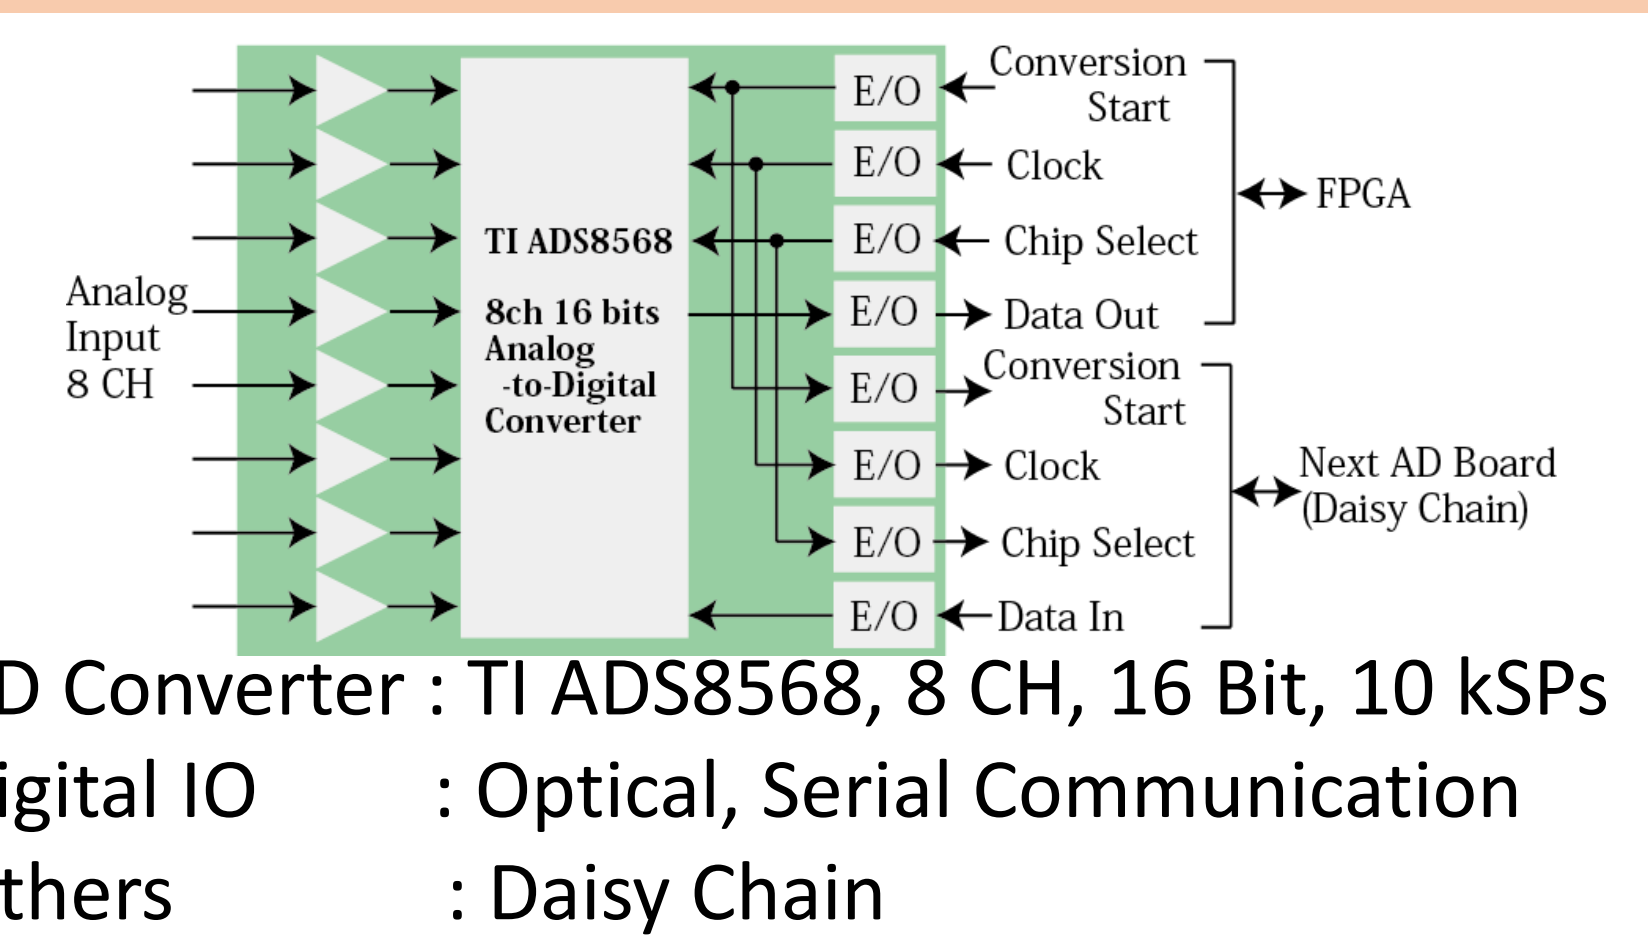 Analog
Input
8 CH
TI ADS8568
8ch 16 bits
Analog
-to-Digital
Converter
E/O
E/O
E/O
E/O
E/O
E/O
E/O
E/O
Conversion
Start
Clock
Chip Select
Data Out
FPGA
Conversion
Start
Clock
Chip Select
Data In
Next AD Board
(Daisy Chain)
D Converter : TI ADS8568, 8 CH, 16 Bit, 10 kSPs
igital IO : Optical, Serial Communication
thers : Daisy Chain